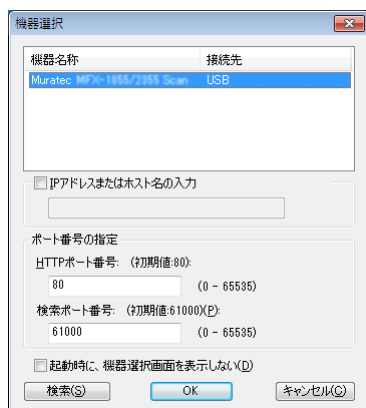 機器選択
機器名称 接続先
Muratec MFX-1855/2355 Scan USB
IPアドレスまたはホスト名の入力
ポート番号の指定
HTTPポート番号: (初期値:80):
80 (0 - 65535)
検索ポート番号: (初期値:61000)(P):
61000 (0 - 65535)
起動時に、機器選択画面を表示しない(D)
検索(S) OK キャンセル(C)